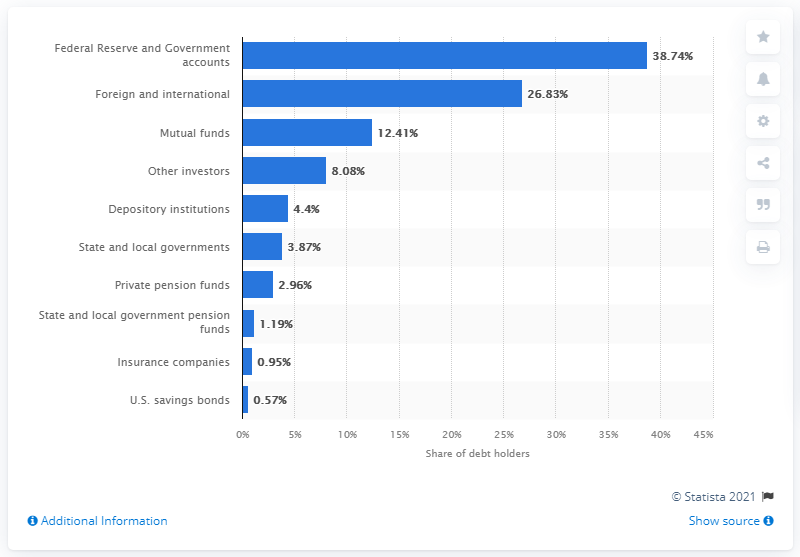 Federal Reserve and Government
accounts
38.74%
Foreign and international
26.83%
Mutual funds
12.41%
Other investors
8.08%
Depository institutions
4.4%
State and local governments
3.87%
Private pension funds
2.96%
State and local government pension
funds
1.19%
Insurance companies
0.95%
U.S. savings bonds
0.57%
0% 5% 10% 15% 20% 25% 30% 35% 40% 45%
Share of debt holders
© Statista 2021
Additional Information
Show source